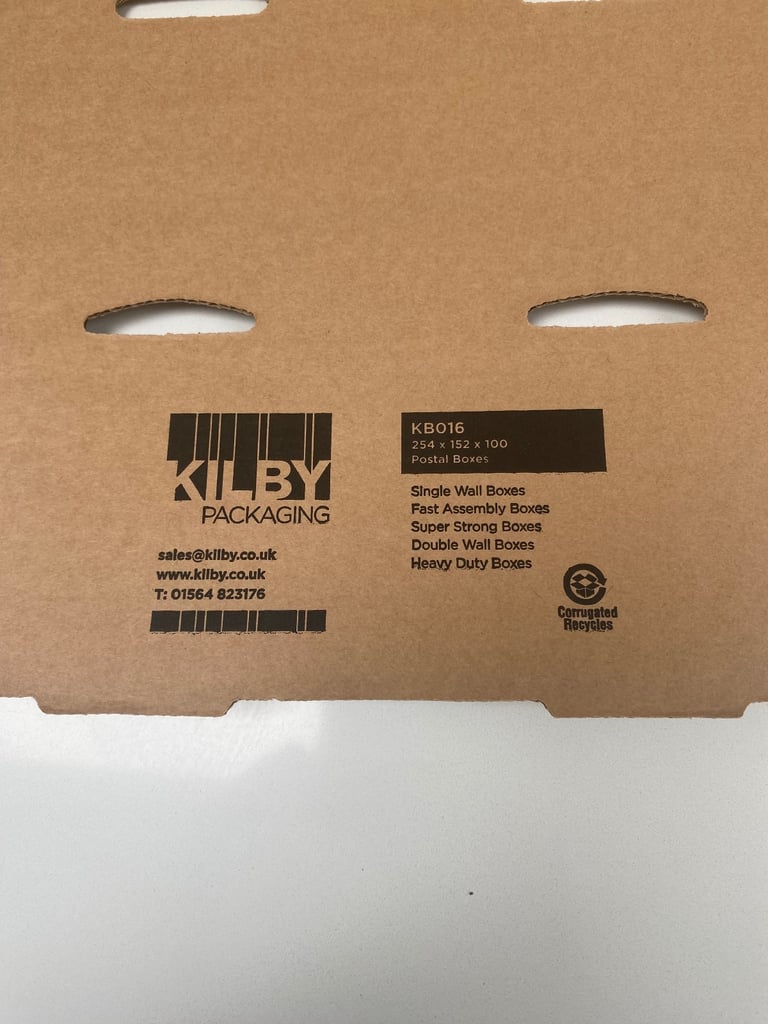 KILBY
PACKAGING
sales@kilby.co.uk
www.kilby.co.uk
T: 01564 823176
KB016
254 x 152 x 100
Postal Boxes
Single Wall Boxes
Fast Assembly Boxes
Super Strong Boxes
Double Wall Boxes
Heavy Duty Boxes
Corrugated
Recycles